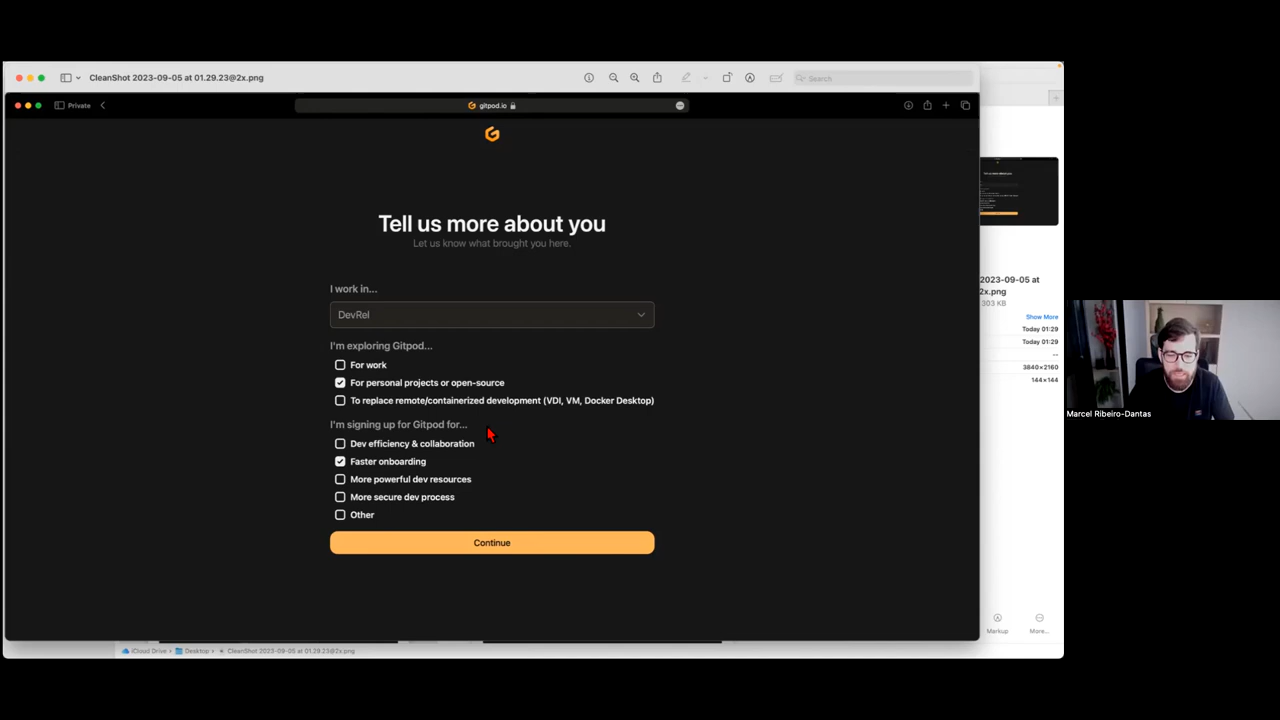 CleanShot 2023-09-05 at 01.29.23@2x.png
Search
Private
gitpod.io
Tell us more about you
Let us know what brought you here.
I work in...
DevRel
I'm exploring Gitpod...
For work
For personal projects or open-source
To replace remote/containerized development (VDI, VM, Docker Desktop)
I'm signing up for Gitpod for...
Dev efficiency & collaboration
Faster onboarding
More powerful dev resources
More secure dev process
Other
Continue
2023-09-05 at
2x.png
303 KB
Show More
Today 01:29
Today 01:29
--
3840×2160
144×144
Markup
More...
iCloud Drive › Desktop › CleanShot 2023-09-05 at 01.29.23@2x.png
Marcel Ribeiro-Dantas